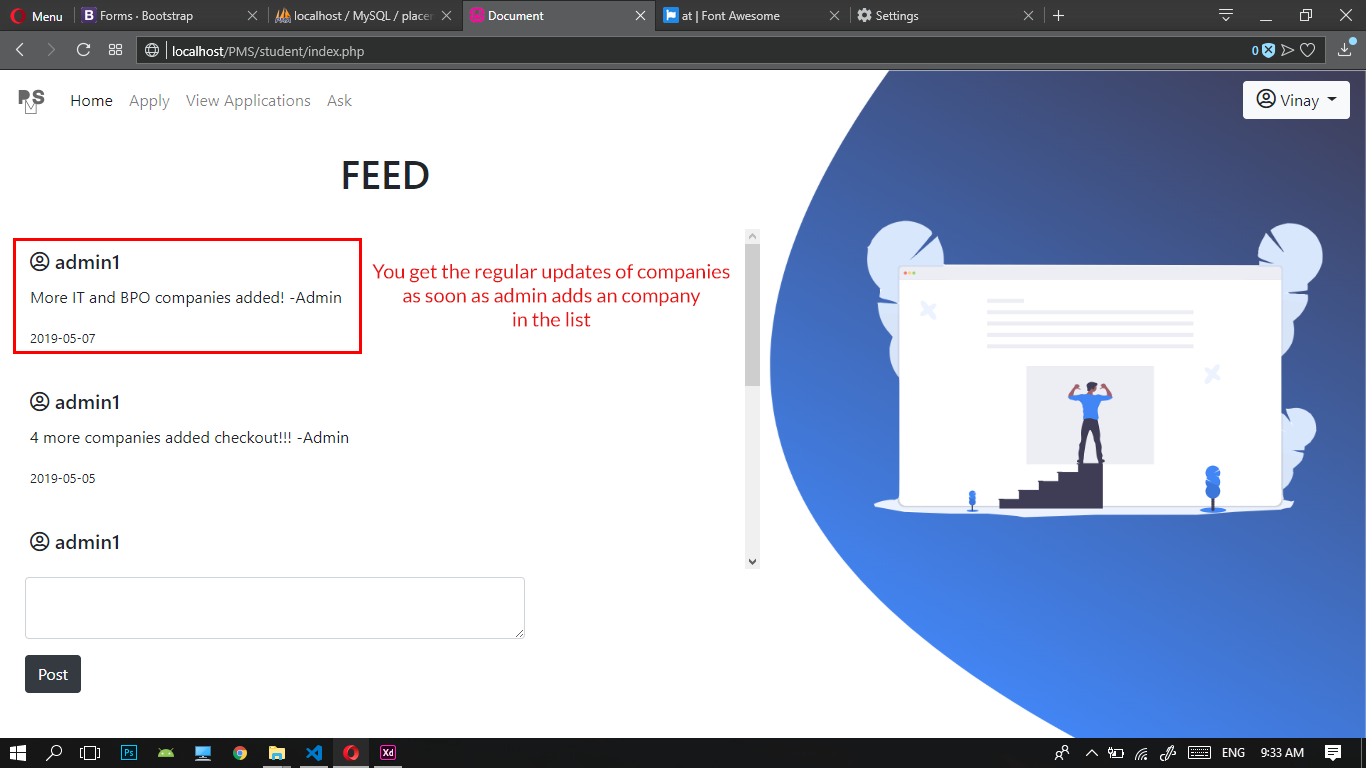 Menu
Forms · Bootstrap
localhost / MySQL / placer
Document
at | Font Awesome
Settings
localhost/PMS/student/index.php
0
PMS
Home Apply View Applications Ask
Vinay
FEED
admin1
More IT and BPO companies added! -Admin
2019-05-07
You get the regular updates of companies
as soon as admin adds an company
in the list
admin1
4 more companies added checkout!!! -Admin
2019-05-05
admin1
Post
Ps
Xd
ENG
9:33 AM